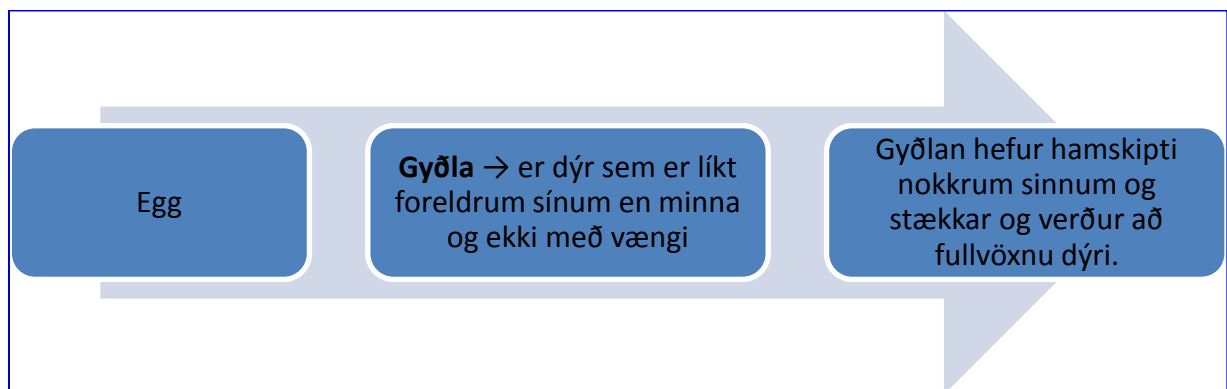 Egg
Gyðla → er dýr sem er líkt
foreldrum sínum en minna
og ekki með vængi
Gyðlan hefur hamskipti
nokkrum sinnum og
stækkar og verður að
fullvöxnu dýri.